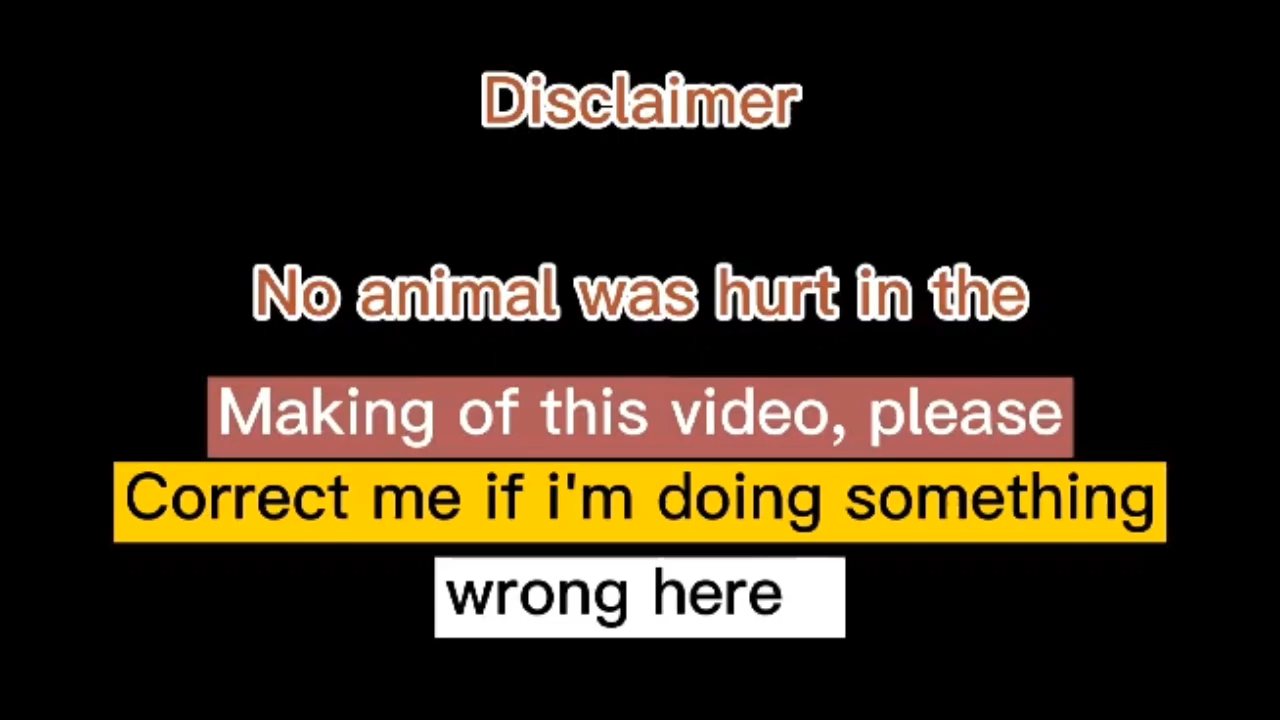 Disclaimer
No animal was hurt in the
Making of this video, please
Correct me if i'm doing something
wrong here